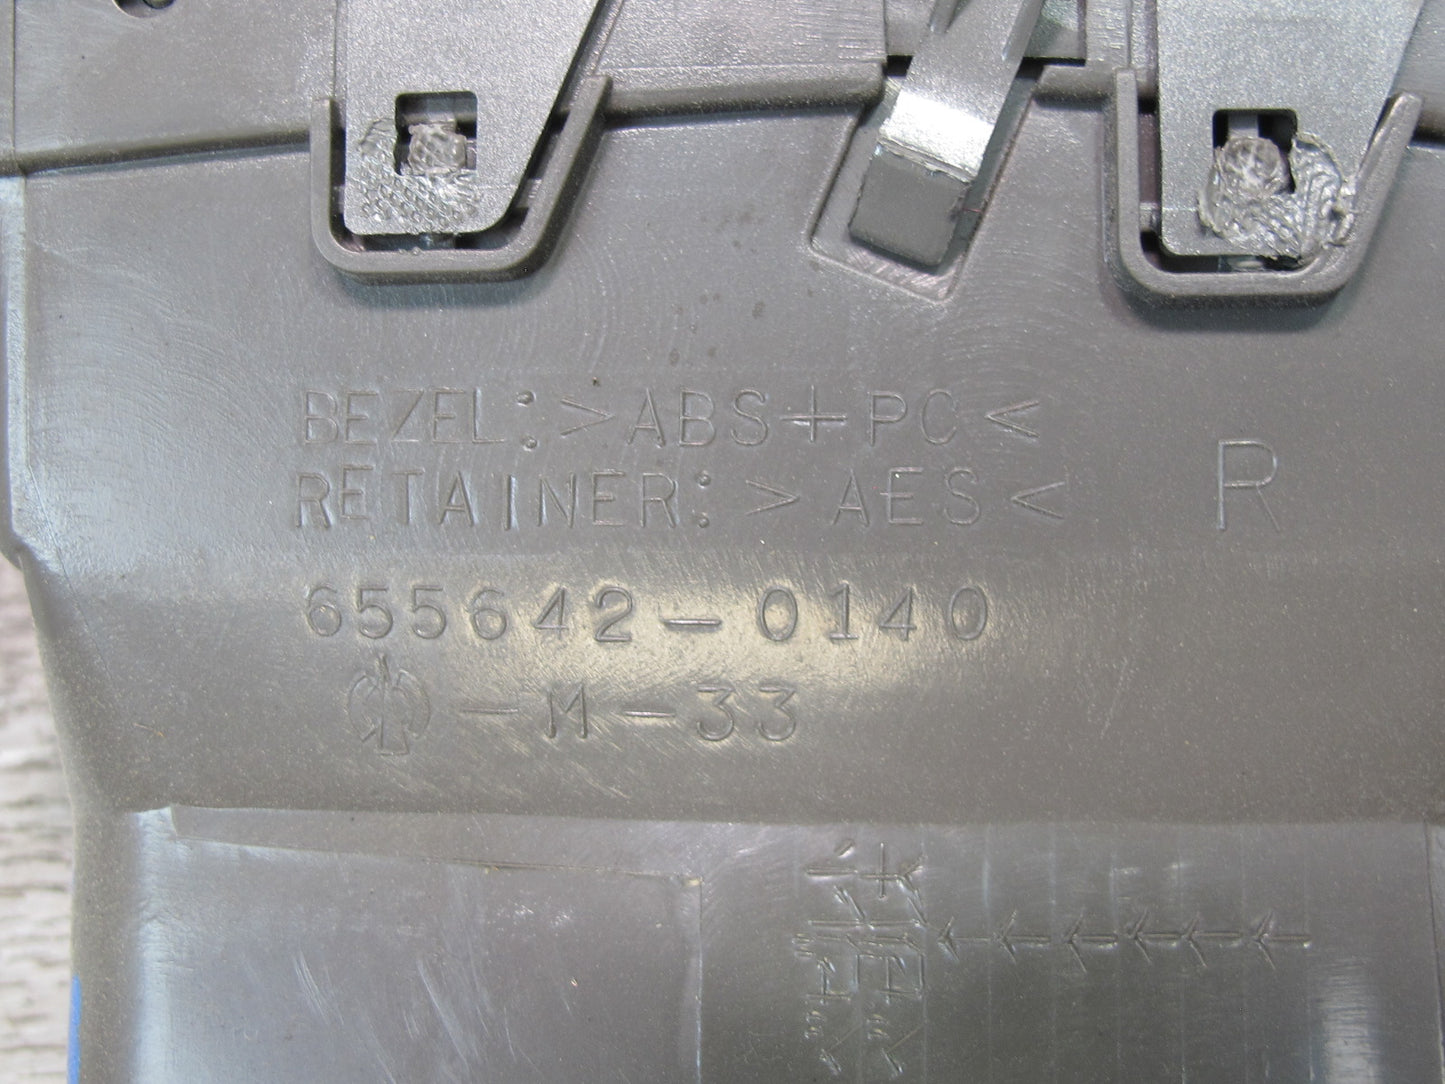 BEZEL:>ABS+PC<
RETAINER:>AES<
R
655642-0140
-M-33